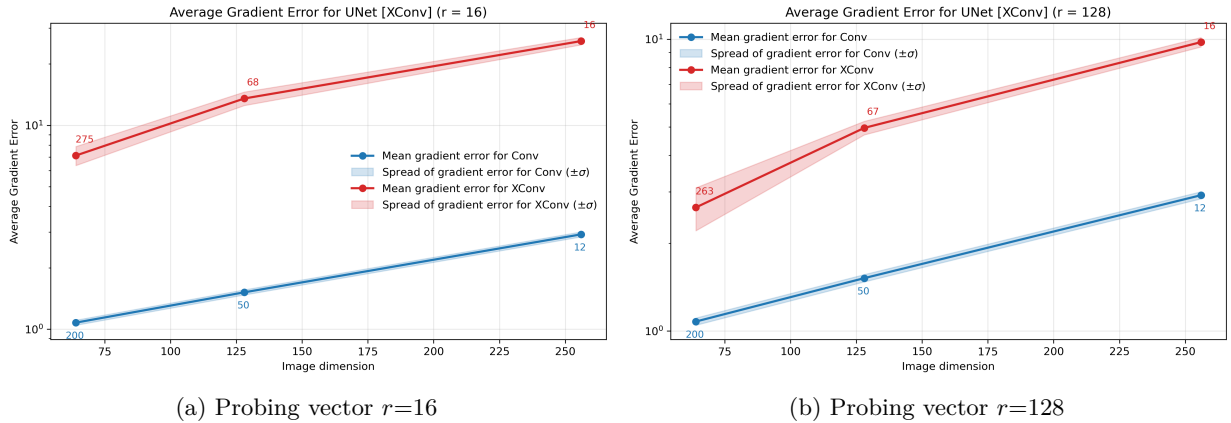 Average Gradient Error for UNet [XConv] (r = 16)
Average Gradient Error
10¹
10⁰
275
68
16
200
50
12
Mean gradient error for Conv
Spread of gradient error for Conv (±σ)
Mean gradient error for XConv
Spread of gradient error for XConv (±σ)
75 100 125 150 175 200 225 250
Image dimension
(a) Probing vector r=16
Average Gradient Error for UNet [XConv] (r = 128)
Average Gradient Error
10¹
10⁰
Mean gradient error for Conv
Spread of gradient error for Conv (±σ)
Mean gradient error for XConv
Spread of gradient error for XConv (±σ)
263
67
16
200
50
12
75 100 125 150 175 200 225 250
Image dimension
(b) Probing vector r=128